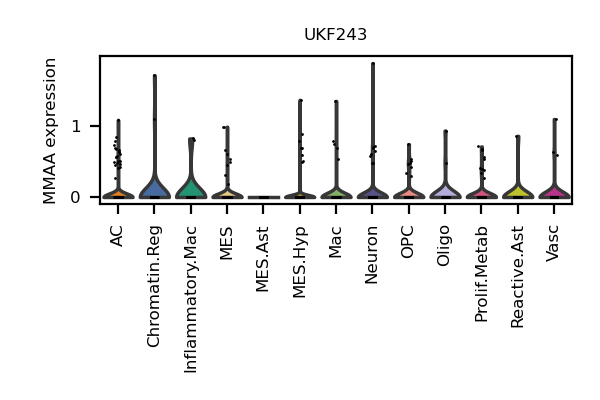 UKF243
MMAA expression
1
0
AC
Chromatin.Reg
Inflammatory.Mac
MES
MES.Ast
MES.Hyp
Mac
Neuron
OPC
Oligo
Prolif.Metab
Reactive.Ast
Vasc